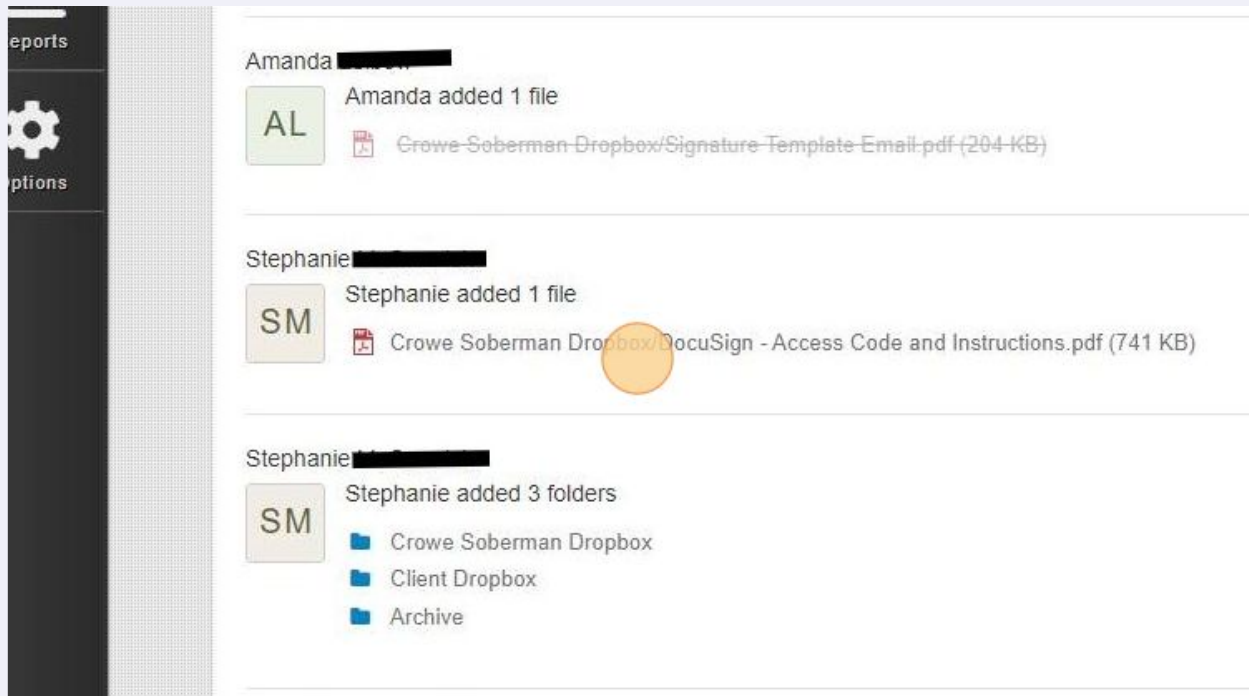 eports
ptions
Amanda
Amanda added 1 file
AL
Crowe Soberman Dropbox/Signature Template Email.pdf (204 KB)
Stephanie
Stephanie added 1 file
SM
Crowe Soberman Dropbox/DocuSign - Access Code and Instructions.pdf (741 KB)
Stephanie
Stephanie added 3 folders
SM
Crowe Soberman Dropbox
Client Dropbox
Archive